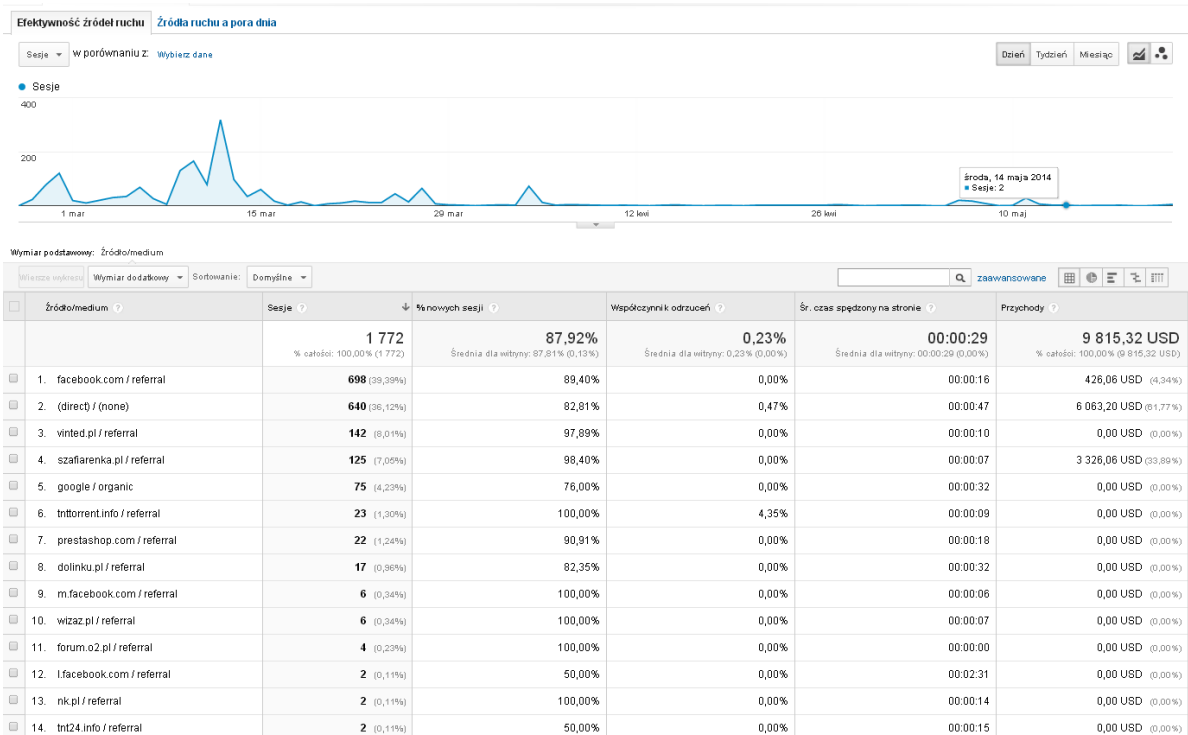 Efektywność źródeł ruchu Źródła ruchu a pora dnia
Sesje w porównaniu z: Wybierz dane Dzień Tydzień Miesiąc
Sesje
400
200
środa, 14 maja 2014
Sesje: 2
1 mar 15 mar 29 mar 12 kwi 26 kwi 10 maj
Wymiar podstawowy: Źródło/medium
Wiersze wykresu Wymiar dodatkowy Sortowanie: Domyślne zaawansowane
Źródło/medium ? Sesje ? % nowych sesji ? Współczynnik odrzuceń ? Śr. czas spędzony na stronie ? Przychody ?
1 772 87,92% 0,23% 00:00:29 9 815,32 USD
% całości: 100,00% (1 772) Średnia dla witryny: 87,81% (0,13%) Średnia dla witryny: 0,23% (0,00%) Średnia dla witryny: 00:00:29 (0,00%) % całości: 100,00% (9 815,32 USD)
1. facebook.com / referral 698 (39,39%) 89,40% 0,00% 00:00:16 426,06 USD (4,34%)
2. (direct) / (none) 640 (36,12%) 82,81% 0,47% 00:00:47 6 063,20 USD (61,77%)
3. vinted.pl / referral 142 (8,01%) 97,89% 0,00% 00:00:10 0,00 USD (0,00%)
4. szafiarenka.pl / referral 125 (7,05%) 98,40% 0,00% 00:00:07 3 326,06 USD (33,89%)
5. google / organic 75 (4,23%) 76,00% 0,00% 00:00:32 0,00 USD (0,00%)
6. tnttorrent.info / referral 23 (1,30%) 100,00% 4,35% 00:00:09 0,00 USD (0,00%)
7. prestashop.com / referral 22 (1,24%) 90,91% 0,00% 00:00:18 0,00 USD (0,00%)
8. dolinku.pl / referral 17 (0,96%) 82,35% 0,00% 00:00:32 0,00 USD (0,00%)
9. m.facebook.com / referral 6 (0,34%) 100,00% 0,00% 00:00:06 0,00 USD (0,00%)
10. wizaz.pl / referral 6 (0,34%) 100,00% 0,00% 00:00:07 0,00 USD (0,00%)
11. forum.o2.pl / referral 4 (0,23%) 100,00% 0,00% 00:00:00 0,00 USD (0,00%)
12. l.facebook.com / referral 2 (0,11%) 50,00% 0,00% 00:02:31 0,00 USD (0,00%)
13. nk.pl / referral 2 (0,11%) 100,00% 0,00% 00:00:14 0,00 USD (0,00%)
14. tnt24.info / referral 2 (0,11%) 50,00% 0,00% 00:00:15 0,00 USD (0,00%)